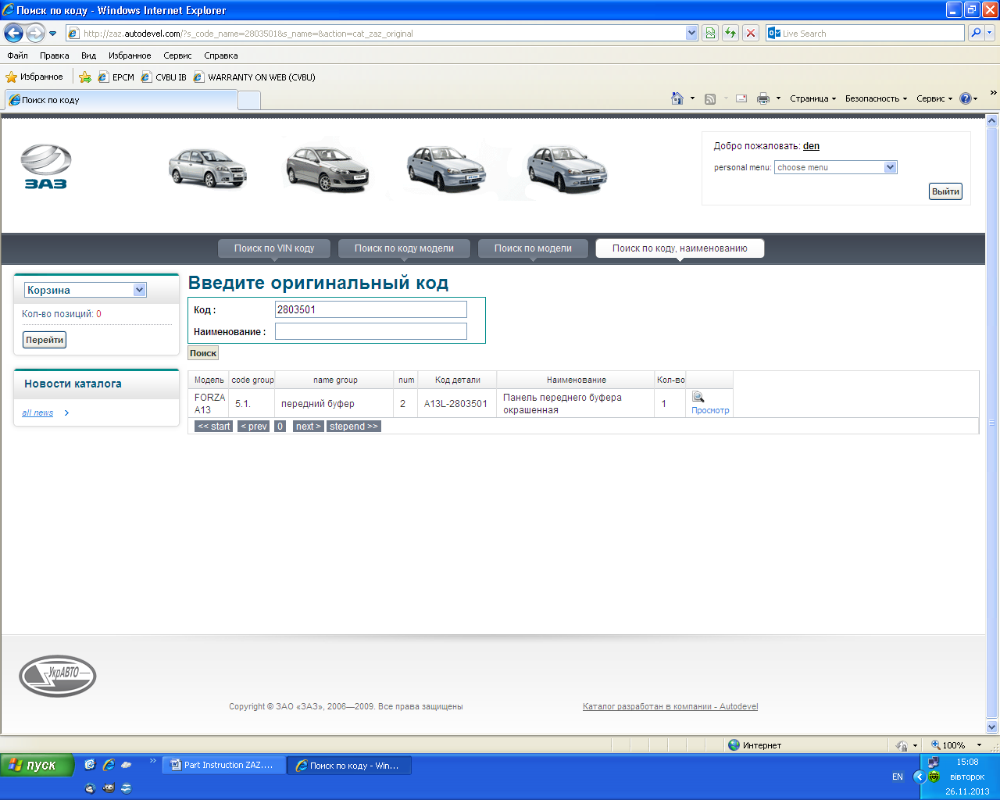 Поиск по коду - Windows Internet Explorer
http://zaz.autodevel.com/?s_code_name=2803501&s_name=&action=cat_zaz_original
Live Search
Файл Правка Вид Избранное Сервис Справка
Избранное EPCM CVBU IB WARRANTY ON WEB (CVBU)
Поиск по коду
Страница Безопасность Сервис
ЗАЗ
Добро пожаловать: den
personal menu: choose menu
Выйти
Поиск по VIN коду Поиск по коду модели Поиск по модели Поиск по коду, наименованию
Корзина
Кол-во позиций: 0
Перейти
Новости каталога
all news
Введите оригинальный код
Код : 2803501
Наименование :
Поиск
Модель code group name group num Код детали Наименование Кол-во
FORZA A13 5.1. передний буфер 2 A13L-2803501 Панель переднего буфера окрашенная 1 Просмотр
<< start < prev 0 next > stepend >>
УкрАВТО
Copyright © ЗАО «ЗАЗ», 2006—2009. Все права защищены
Каталог разработан в компании - Autodevel
Интернет 100%
пуск
Part Instruction ZAZ....
Поиск по коду - Win...
EN
15:08
вівторок
26.11.2013